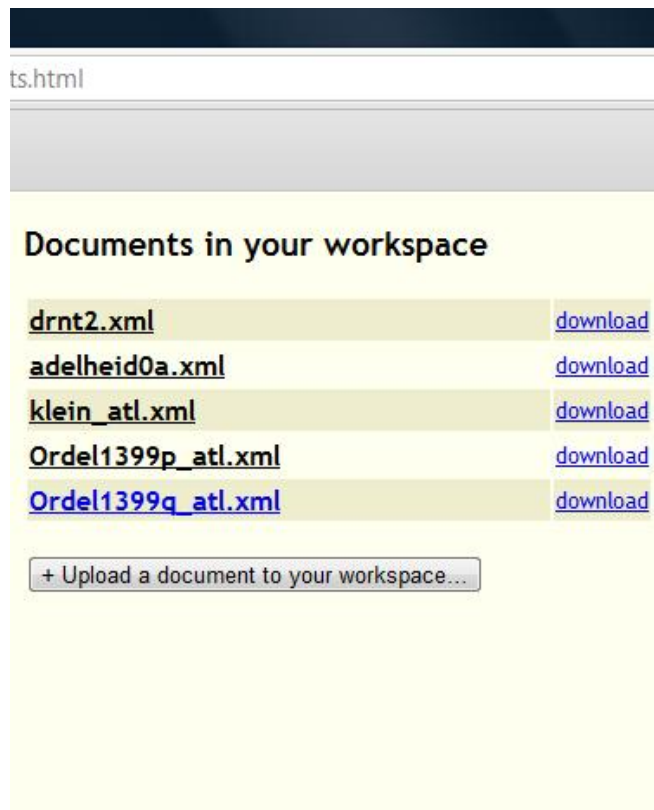 ts.html
Documents in your workspace
drnt2.xml download
adelheid0a.xml download
klein_atl.xml download
Ordel1399p_atl.xml download
Ordel1399q_atl.xml download
+ Upload a document to your workspace...